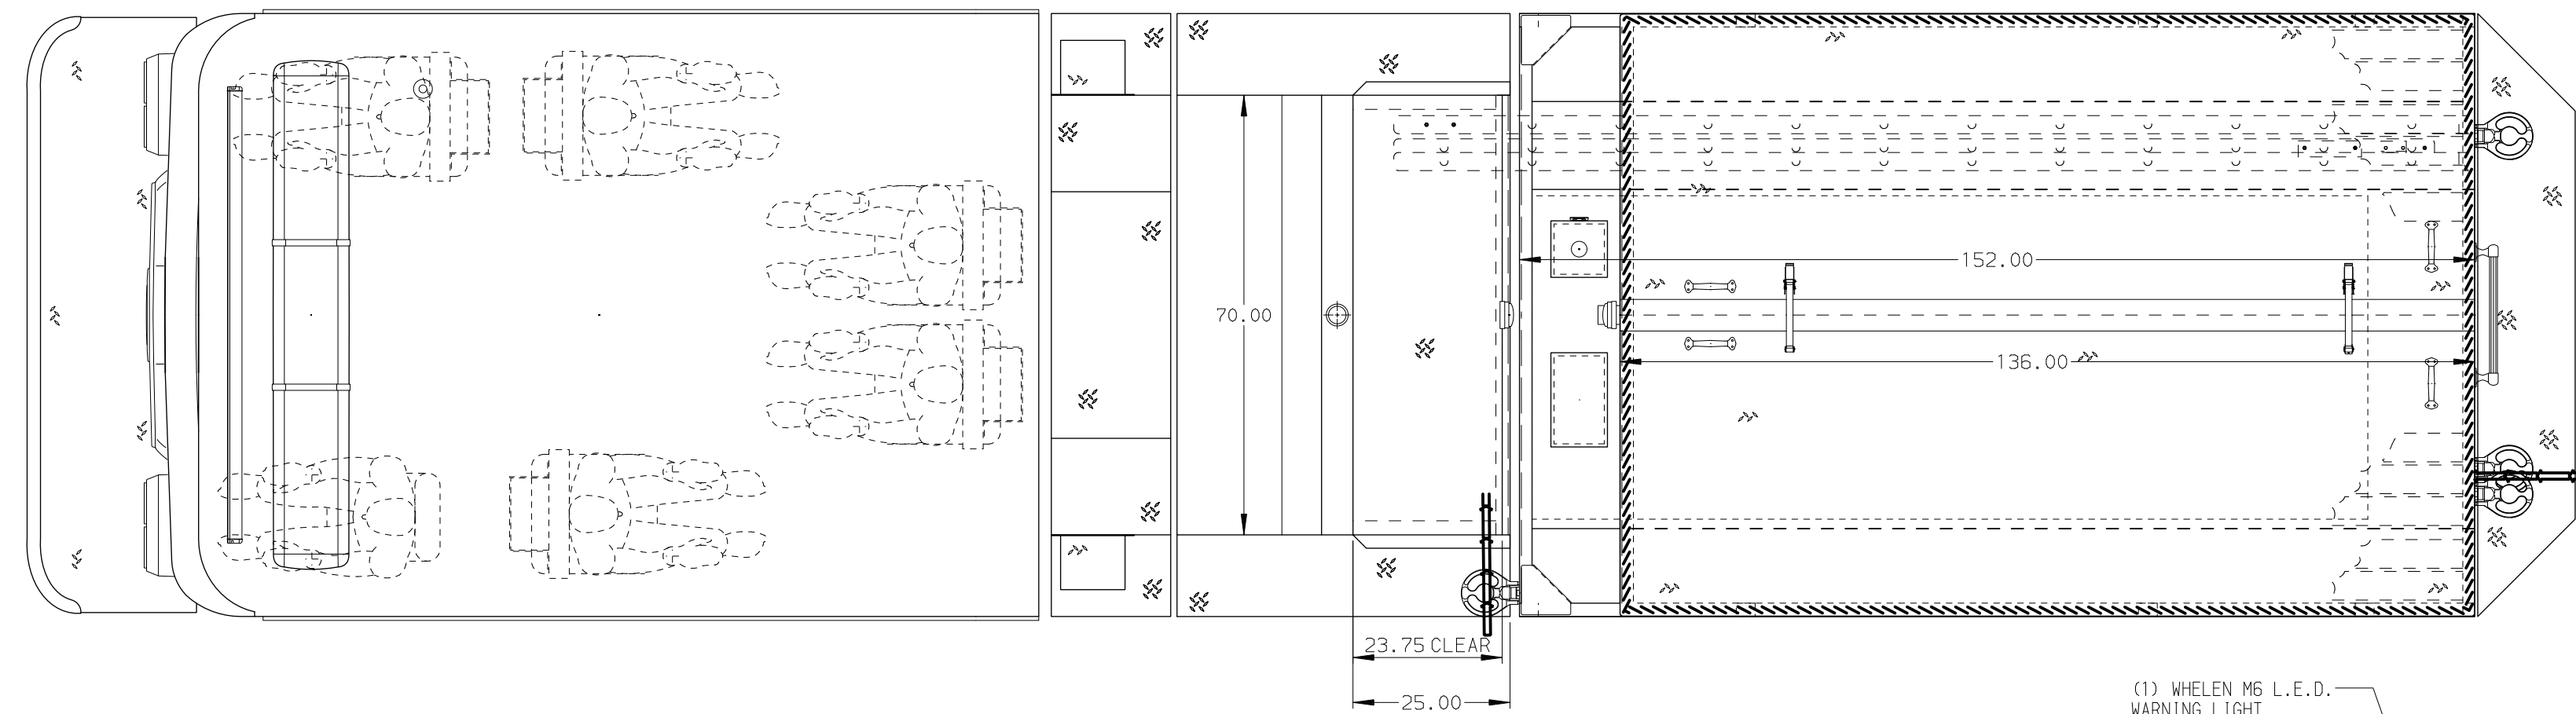 152.00
70.00
136.00
23.75 CLEAR
25.00
(1) WHELEN M6 L.E.D.
WARNING LIGHT